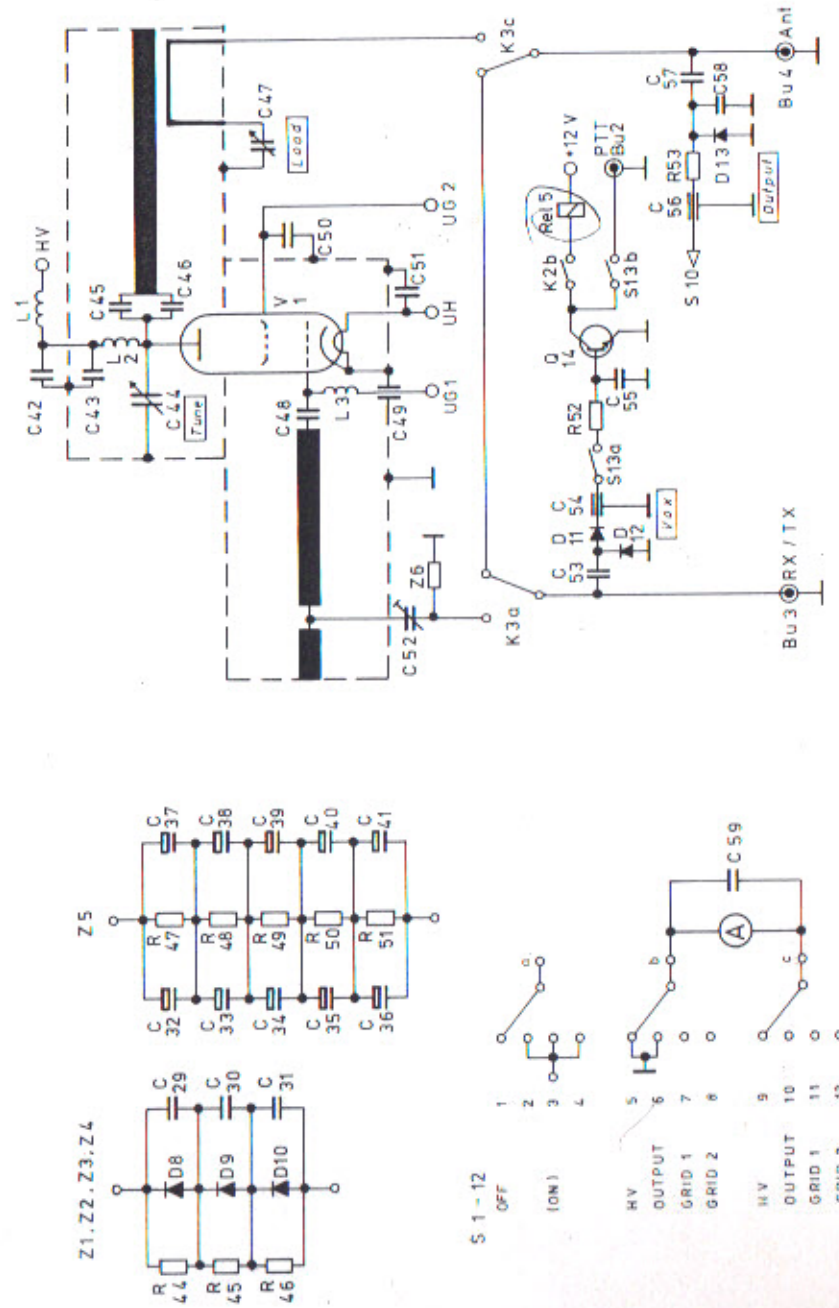 L1
HV
C42
C43
L2
C44
Tune
C45
C46
C47
Load
V1
C48
L3
C49
C50
C51
UG1
UH
UG2
C52
Z6
K3a
K3c
C53
D11
D12
C54
Vox
S13a
R52
C55
Q14
K2b
S13b
Rel 5
+12V
PTT
Bu2
S10
C56
R53
D13
Output
C57
C58
Bu3 RX/TX
Bu4 Ant
Z1.Z2.Z3.Z4
R44
R45
R46
D8
D9
D10
C29
C30
C31
Z5
C32
C33
C34
C35
C36
R47
R48
R49
R50
R51
C37
C38
C39
C40
C41
S 1-12
OFF 1
2
(ON) 3
4
a
HV 5
OUTPUT 6
GRID 1 7
GRID 2 8
b
HV 9
OUTPUT 10
GRID 1 11
c
A
C59